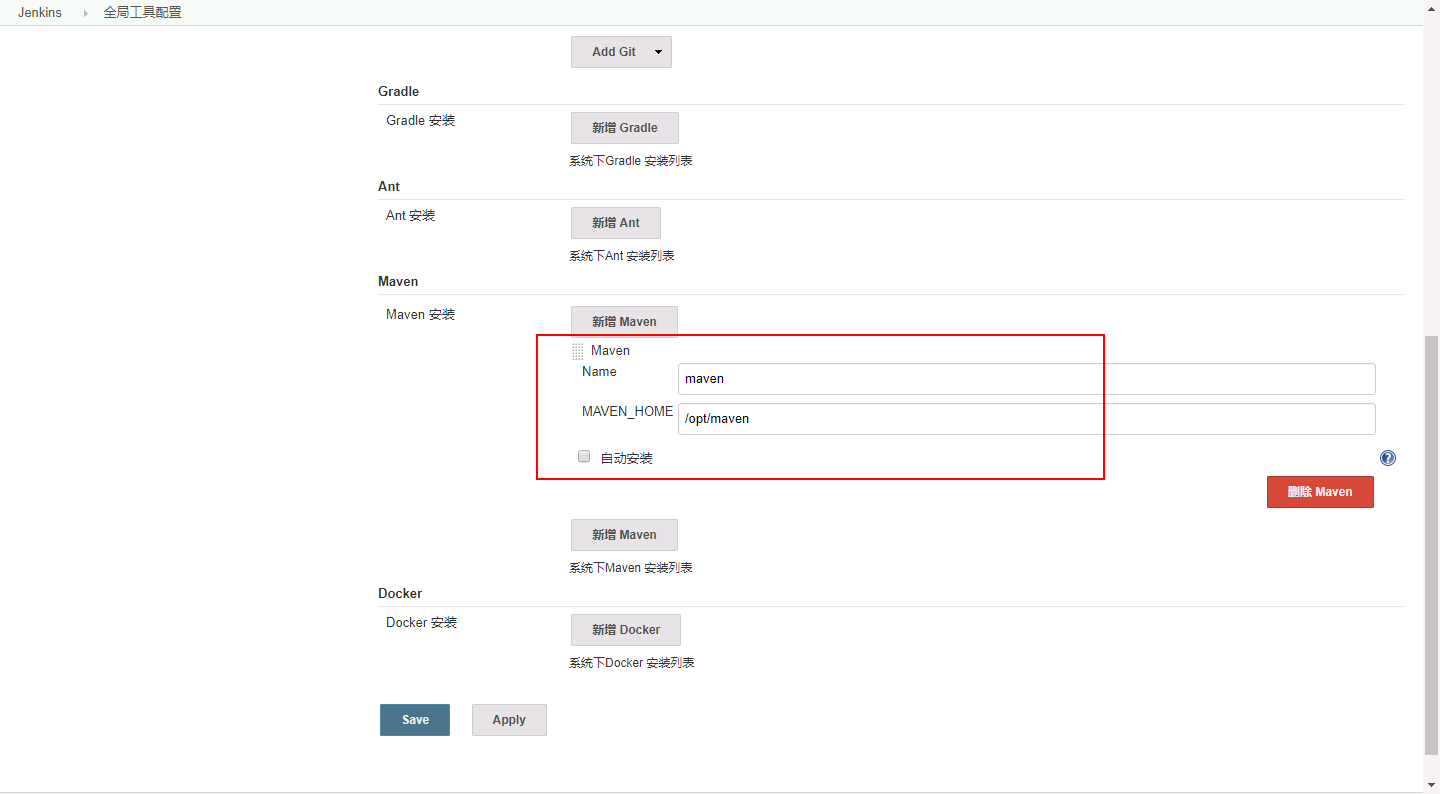 Jenkins 全局工具配置
Add Git
Gradle
Gradle 安装
新增 Gradle
系统下Gradle 安装列表
Ant
Ant 安装
新增 Ant
系统下Ant 安装列表
Maven
Maven 安装
新增 Maven
Maven
Name
maven
MAVEN_HOME
/opt/maven
自动安装
删除 Maven
新增 Maven
系统下Maven 安装列表
Docker
Docker 安装
新增 Docker
系统下Docker 安装列表
Save Apply